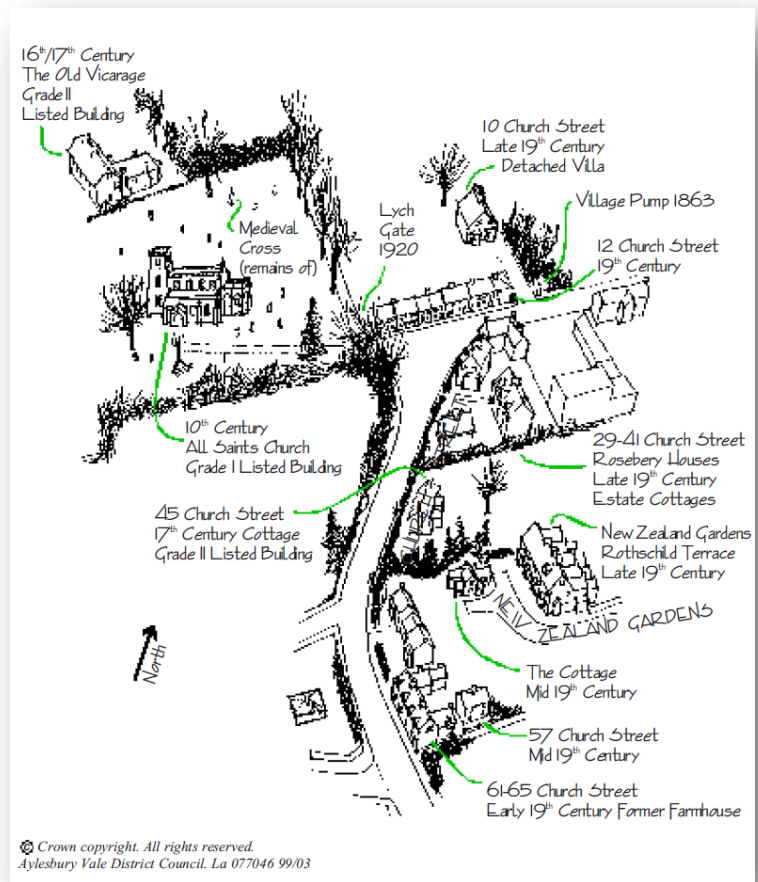 16th/17th Century
The Old Vicarage
Grade II
Listed Building
10 Church Street
Late 19th Century
Detached Villa
Village Pump 1863
Lych
Gate
1920
12 Church Street
19th Century
Medieval
Cross
(remains of)
10th Century
All Saints Church
Grade I Listed Building
29-41 Church Street
Rosebery Houses
Late 19th Century
Estate Cottages
45 Church Street
17th Century Cottage
Grade II Listed Building
New Zealand Gardens
Rothschild Terrace
Late 19th Century
CHURCH STREET
NEW ZEALAND GARDENS
North
The Cottage
Mid 19th Century
57 Church Street
Mid 19th Century
61-65 Church Street
Early 19th Century Former Farmhouse
© Crown copyright. All rights reserved.
Aylesbury Vale District Council. La 077046 99/03